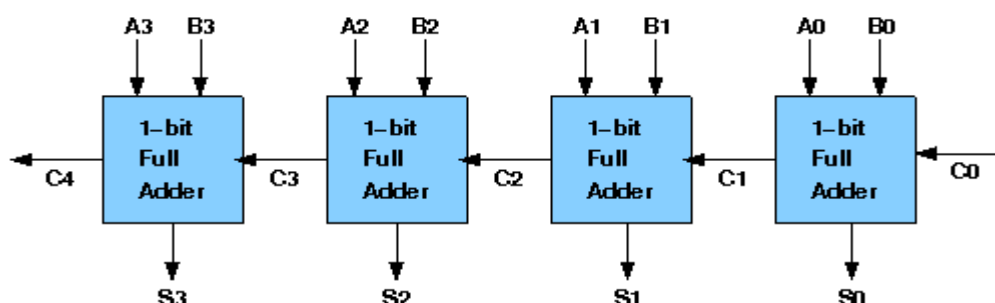 A3 B3 A2 B2 A1 B1 A0 B0
1-bit 1-bit 1-bit 1-bit
Full Full Full Full
Adder Adder Adder Adder
C4 C3 C2 C1 C0
S3 S2 S1 S0